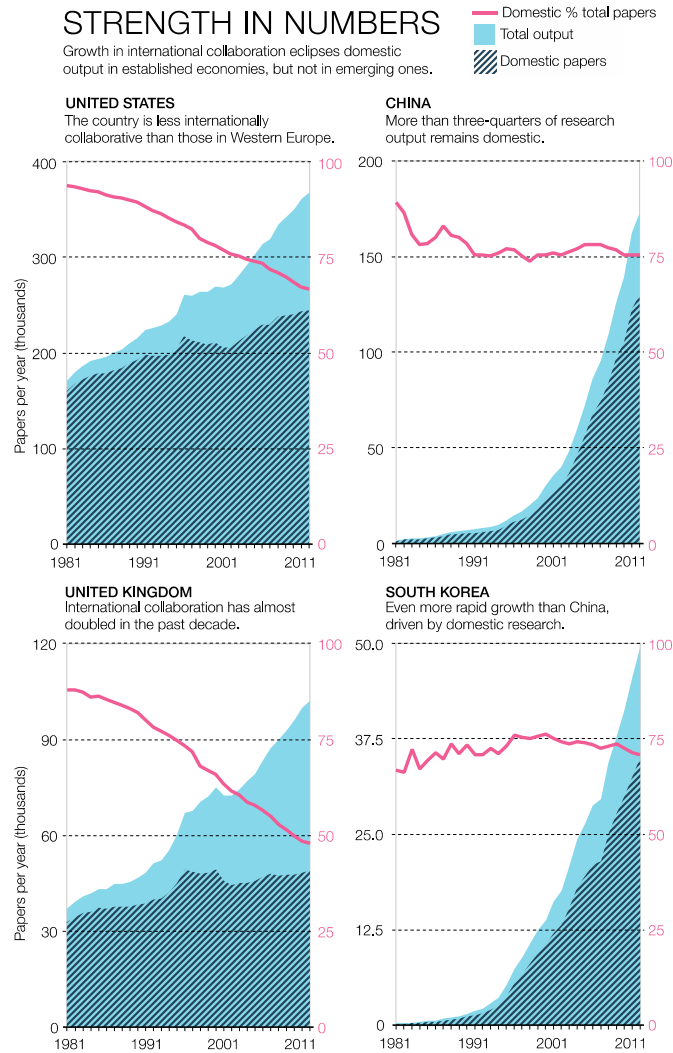 STRENGTH IN NUMBERS
Growth in international collaboration eclipses domestic
output in established economies, but not in emerging ones.
Domestic % total papers
Total output
Domestic papers
UNITED STATES
The country is less internationally
collaborative than those in Western Europe.
400
300
200
100
0
Papers per year (thousands)
100
75
50
25
0
1981
1991
2001
2011
CHINA
More than three-quarters of research
output remains domestic.
200
150
100
50
0
100
75
50
25
0
1981
1991
2001
2011
UNITED KINGDOM
International collaboration has almost
doubled in the past decade.
120
90
60
30
0
Papers per year (thousands)
100
75
50
25
0
1981
1991
2001
2011
SOUTH KOREA
Even more rapid growth than China,
driven by domestic research.
50.0
37.5
25.0
12.5
0
100
75
50
25
0
1981
1991
2001
2011